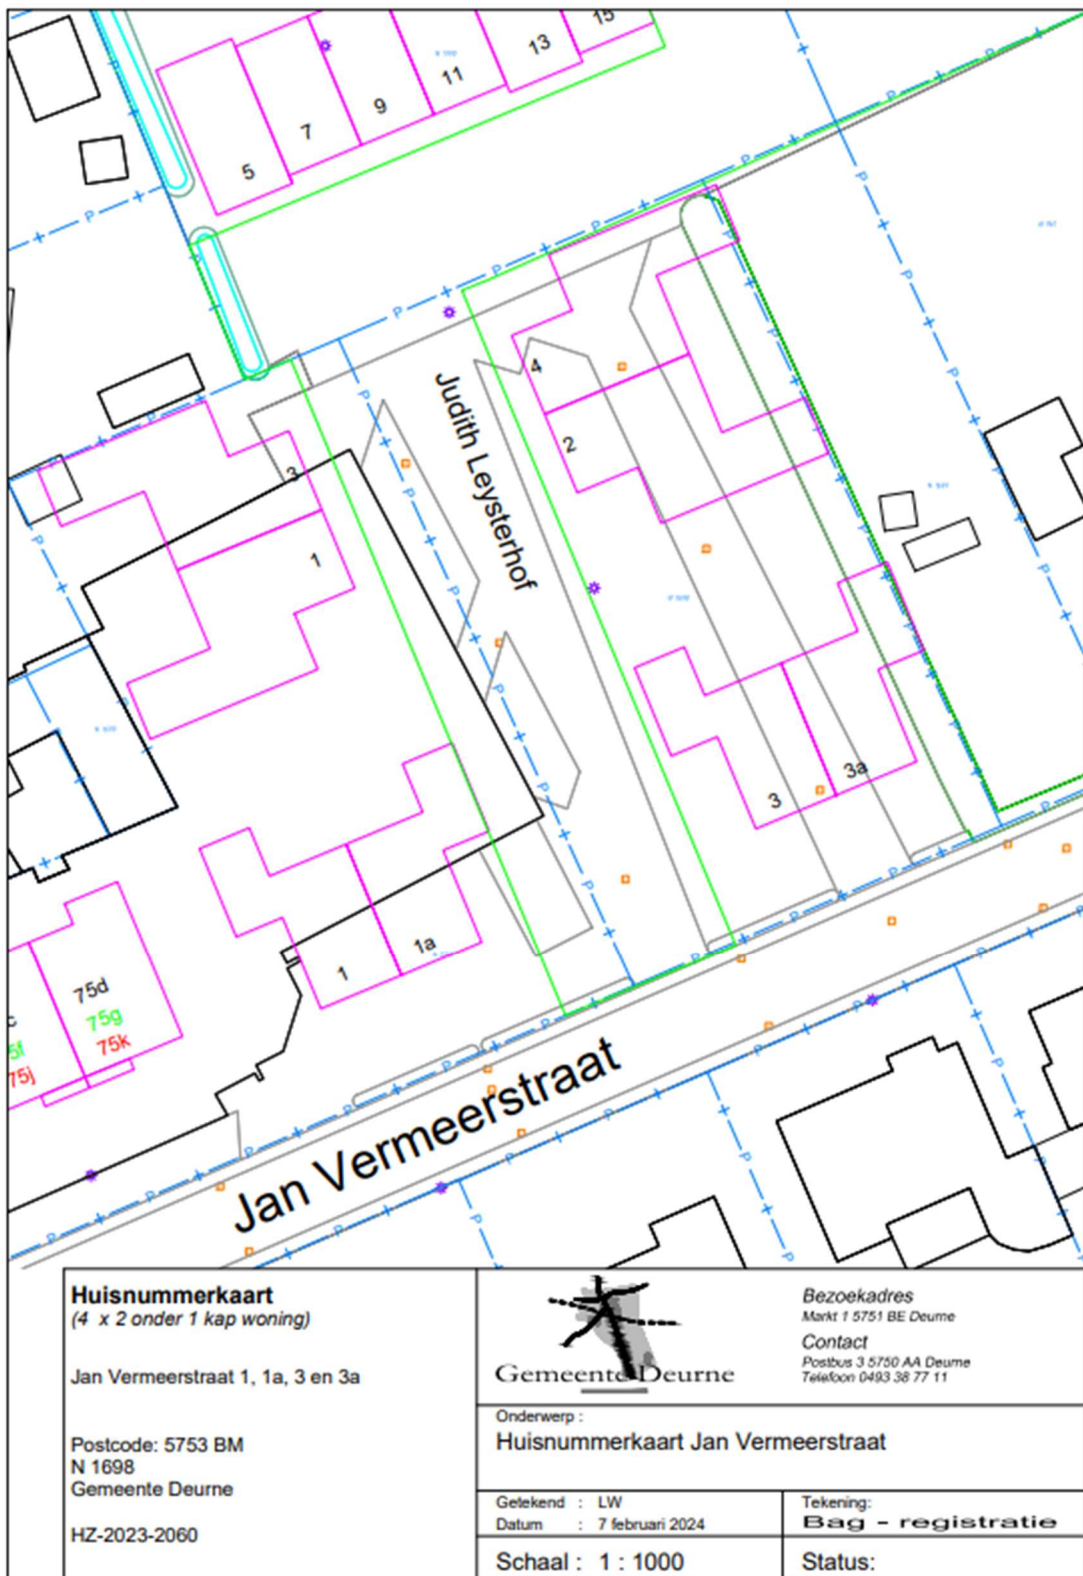 15
13
11
9
7
5
4
2
3
1
Judith Leysterhof
3
3a
1
1a
75d
75g
75k
75j
Jan Vermeerstraat
Huisnummerkaart
(4 x 2 onder 1 kap woning)
Jan Vermeerstraat 1, 1a, 3 en 3a
Postcode: 5753 BM
N 1698
Gemeente Deurne
HZ-2023-2060
Gemeente Deurne
Bezoekadres
Markt 1 5751 BE Deurne
Contact
Postbus 3 5750 AA Deurne
Telefoon 0493 38 77 11
Onderwerp :
Huisnummerkaart Jan Vermeerstraat
Getekend : LW
Datum : 7 februari 2024
Tekening:
Bag - registratie
Schaal : 1 : 1000
Status: